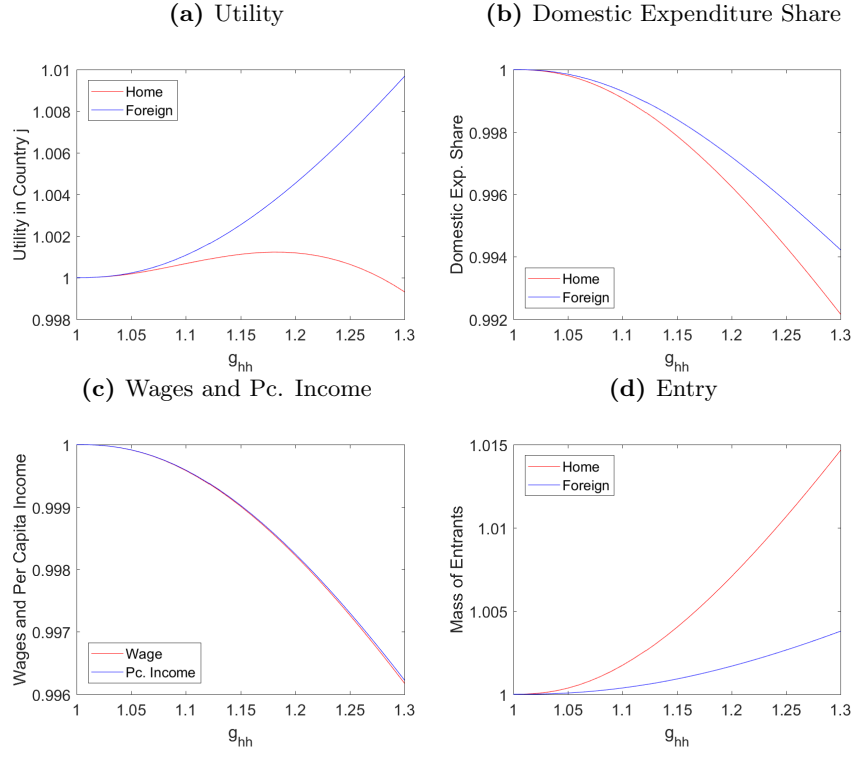 (a) Utility
1.01
1.008
1.006
1.004
1.002
1
0.998
Utility in Country j
Home
Foreign
1 1.05 1.1 1.15 1.2 1.25 1.3
g_hh
(b) Domestic Expenditure Share
1
0.998
0.996
0.994
0.992
Domestic Exp. Share
Home
Foreign
1 1.05 1.1 1.15 1.2 1.25 1.3
g_hh
(c) Wages and Pc. Income
1
0.999
0.998
0.997
0.996
Wages and Per Capita Income
Wage
Pc. Income
1 1.05 1.1 1.15 1.2 1.25 1.3
g_hh
(d) Entry
1.015
1.01
1.005
1
Mass of Entrants
Home
Foreign
1 1.05 1.1 1.15 1.2 1.25 1.3
g_hh